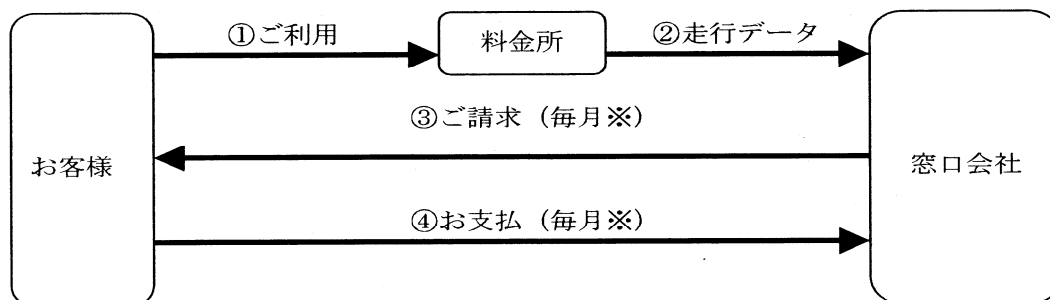 ①ご利用
料金所
②走行データ
③ご請求（毎月※）
お客様
窓口会社
④お支払（毎月※）